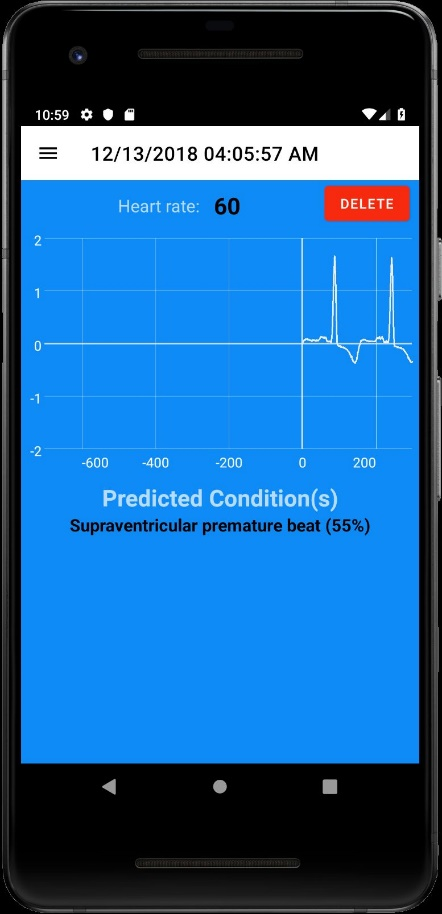 10:59
12/13/2018 04:05:57 AM
Heart rate: 60 DELETE
2
1
0
-1
-2
-600 -400 -200 0 200
Predicted Condition(s)
Supraventricular premature beat (55%)